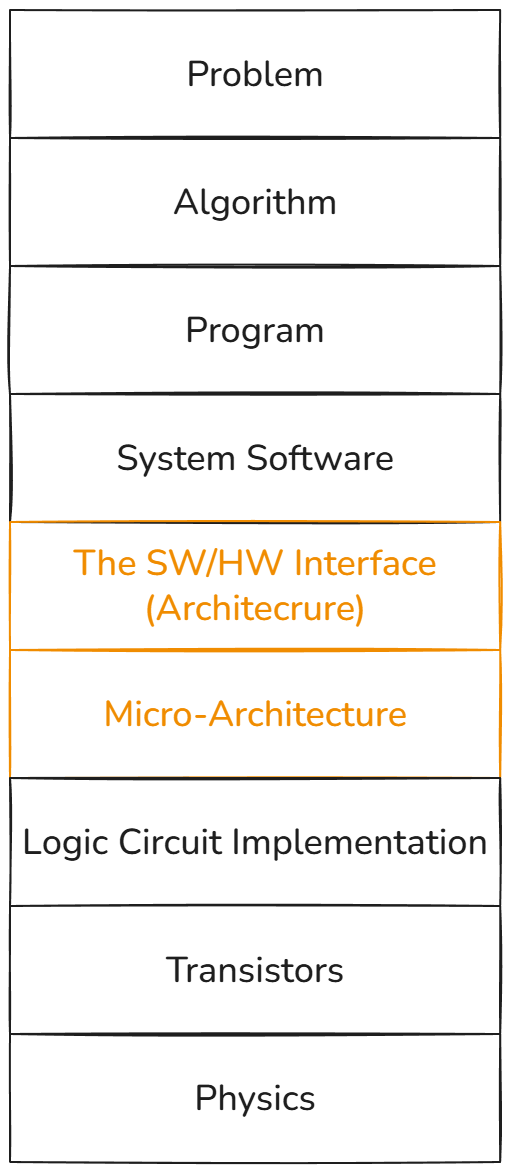 Problem
Algorithm
Program
System Software
The SW/HW Interface
(Architecrure)
Micro-Architecture
Logic Circuit Implementation
Transistors
Physics